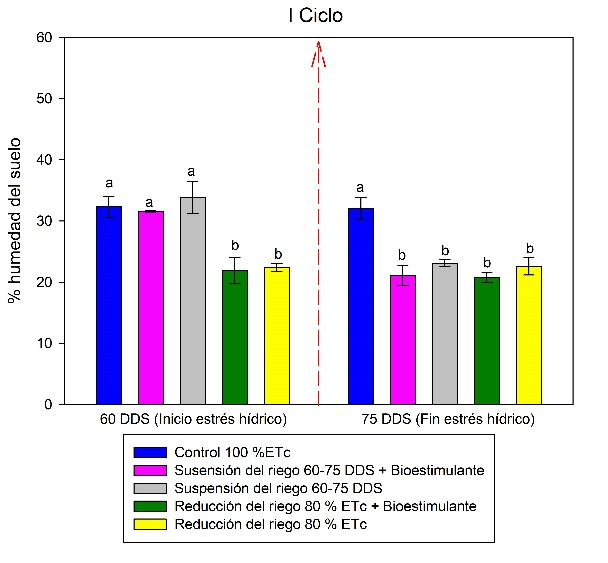 I Ciclo
60
50
40
30
20
10
0
% humedad del suelo
a
a
a
b
b
a
b
b
b
b
60 DDS (Inicio estrés hídrico)
75 DDS (Fin estrés hídrico)
Control 100 %ETc
Susensión del riego 60-75 DDS + Bioestimulante
Suspensión del riego 60-75 DDS
Reducción del riego 80 % ETc + Bioestimulante
Reducción del riego 80 % ETc